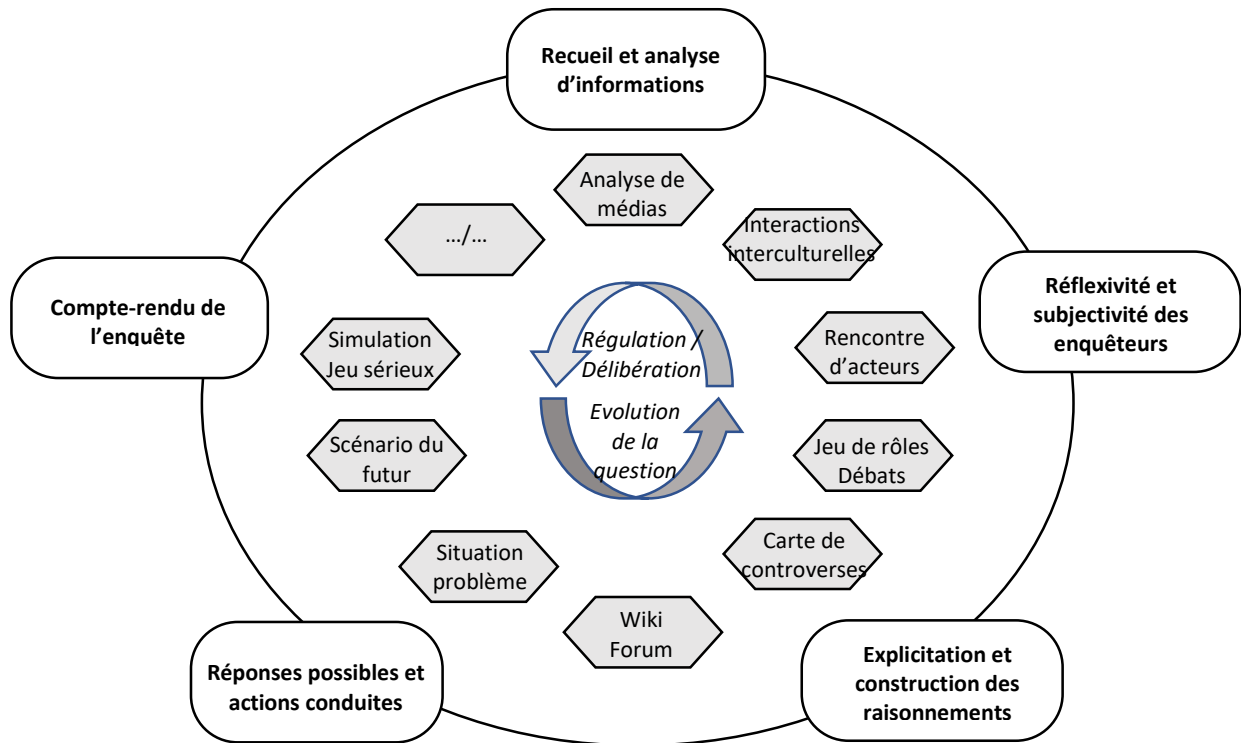 Recueil et analyse
d’informations
Analyse de
médias
…/…
Interactions
interculturelles
Compte-rendu de
l’enquête
Réflexivité et
subjectivité des
enquêteurs
Simulation
Jeu sérieux
Régulation /
Délibération
Rencontre
d’acteurs
Evolution
de la
question
Scénario du
futur
Jeu de rôles
Débats
Situation
problème
Carte de
controverses
Wiki
Forum
Réponses possibles et
actions conduites
Explicitation et
construction des
raisonnements